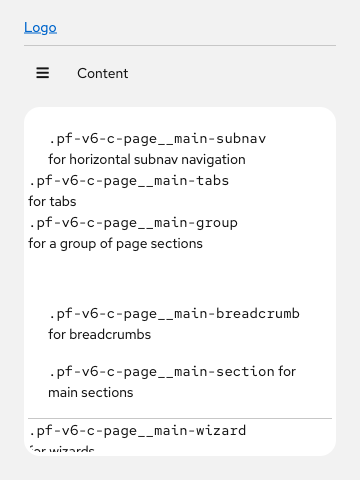 Logo
Content
.pf-v6-c-page__main-subnav
for horizontal subnav navigation
.pf-v6-c-page__main-tabs
for tabs
.pf-v6-c-page__main-group
for a group of page sections
.pf-v6-c-page__main-breadcrumb
for breadcrumbs
.pf-v6-c-page__main-section for
main sections
.pf-v6-c-page__main-wizard
for wizards